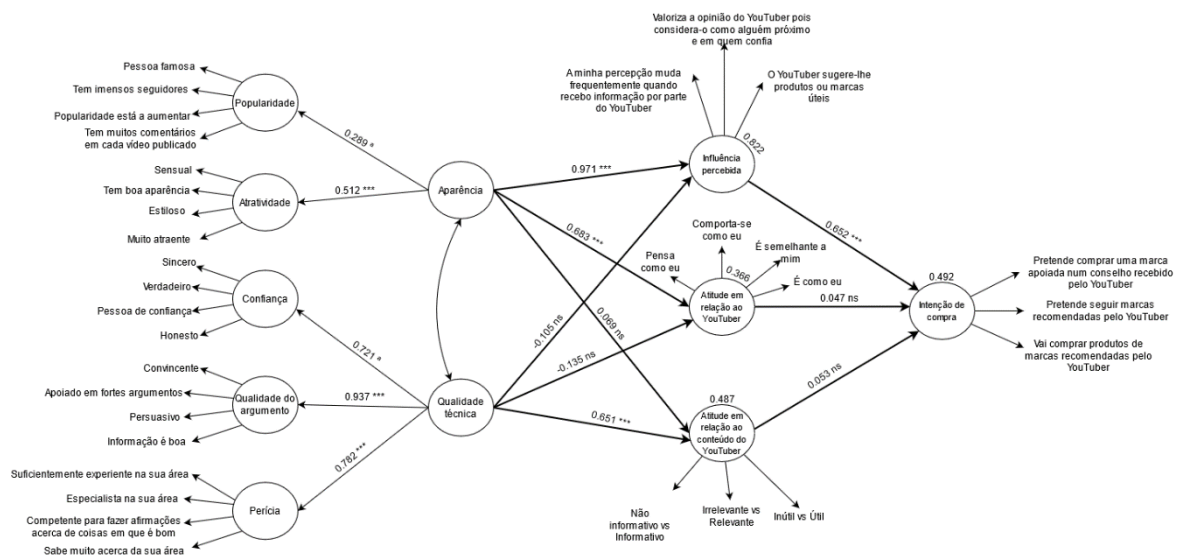 Valoriza a opinião do YouTuber pois
considera-o como alguém próximo
e em quem confia
A minha percepção muda
frequentemente quando
recebo informação por parte
do YouTuber
O YouTuber sugere-lhe
produtos ou marcas
úteis
Pessoa famosa
Tem imensos seguidores
Popularidade está a aumentar
Tem muitos comentários
em cada vídeo publicado
Popularidade
0.289 ª
Sensual
Tem boa aparência
Estiloso
Muito atraente
Atratividade
0.512 ***
Aparência
0.971 ***
0.822
Influência
percebida
0.652 ***
0.683 ***
Comporta-se
como eu
Pensa
como eu
É semelhante a
mim
É como eu
0.366
Atitude em
relação ao
YouTuber
0.047 ns
0.492
Intenção de
compra
Pretende comprar uma marca
apoiada num conselho recebido
pelo YouTuber
Pretende seguir marcas
recomendadas pelo YouTuber
Vai comprar produtos de
marcas recomendadas pelo
YouTuber
Sincero
Verdadeiro
Pessoa de confiança
Honesto
Confiança
0.721 ª
-0.105 ns
0.069 ns
-0.135 ns
0.053 ns
Convincente
Apoiado em fortes argumentos
Persuasivo
Informação é boa
Qualidade do
argumento
0.937 ***
Qualidade
técnica
0.651 ***
0.487
Atitude em
relação ao
conteúdo do
YouTuber
Suficientemente experiente na sua área
Especialista na sua área
Competente para fazer afirmações
acerca de coisas em que é bom
Sabe muito acerca da sua área
Perícia
0.782 ***
Não
informativo vs
Informativo
Irrelevante vs
Relevante
Inútil vs Útil